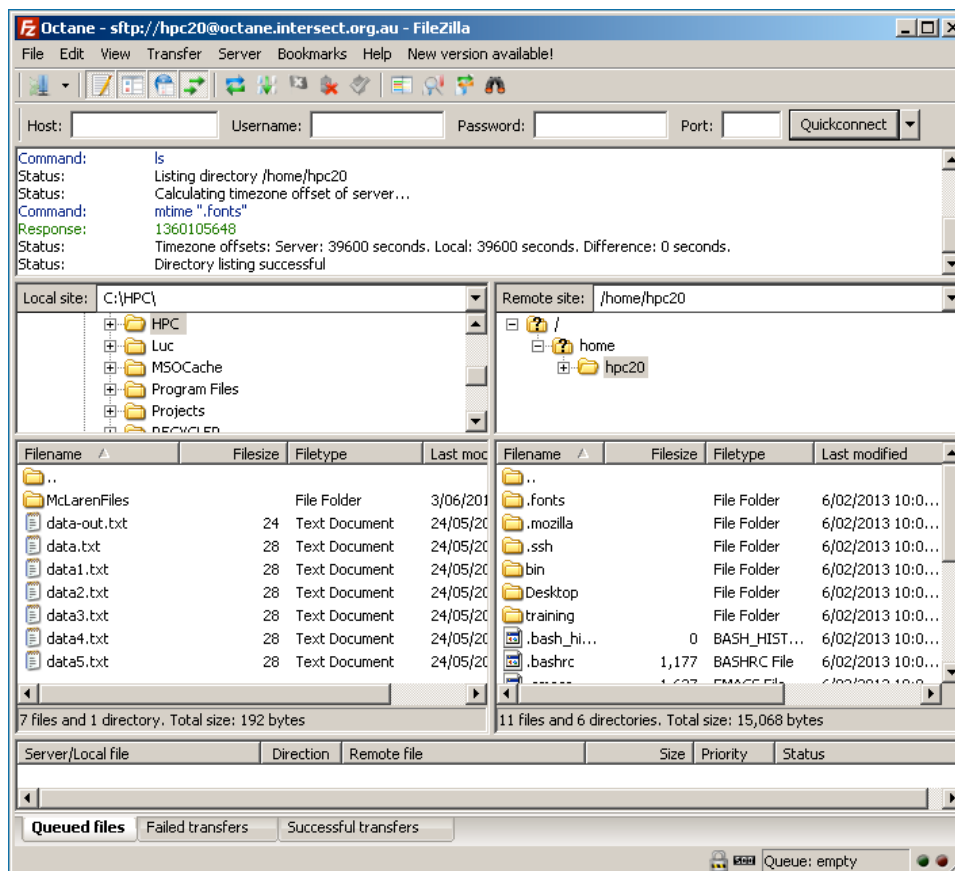 Octane - sftp://hpc20@octane.intersect.org.au - FileZilla
File Edit View Transfer Server Bookmarks Help New version available!
Host: Username: Password: Port: Quickconnect
Command: ls
Status: Listing directory /home/hpc20
Status: Calculating timezone offset of server...
Command: mtime ".fonts"
Response: 1360105648
Status: Timezone offsets: Server: 39600 seconds. Local: 39600 seconds. Difference: 0 seconds.
Status: Directory listing successful
Local site: C:\HPC\
HPC
Luc
MSOCache
Program Files
Projects
RECYCLER
Remote site: /home/hpc20
/
home
hpc20
Filename Filesize Filetype Last mod
..
McLarenFiles File Folder 3/06/201
data-out.txt 24 Text Document 24/05/20
data.txt 28 Text Document 24/05/20
data1.txt 28 Text Document 24/05/20
data2.txt 28 Text Document 24/05/20
data3.txt 28 Text Document 24/05/20
data4.txt 28 Text Document 24/05/20
data5.txt 28 Text Document 24/05/20
7 files and 1 directory. Total size: 192 bytes
Filename Filesize Filetype Last modified
..
.fonts File Folder 6/02/2013 10:0...
.mozilla File Folder 6/02/2013 10:0...
.ssh File Folder 6/02/2013 10:0...
bin File Folder 6/02/2013 10:0...
Desktop File Folder 6/02/2013 10:0...
training File Folder 6/02/2013 10:0...
.bash_hi... 0 BASH_HIST... 6/02/2013 10:0...
.bashrc 1,177 BASHRC File 6/02/2013 10:0...
11 files and 6 directories. Total size: 15,068 bytes
Server/Local file Direction Remote file Size Priority Status
Queued files Failed transfers Successful transfers
Queue: empty